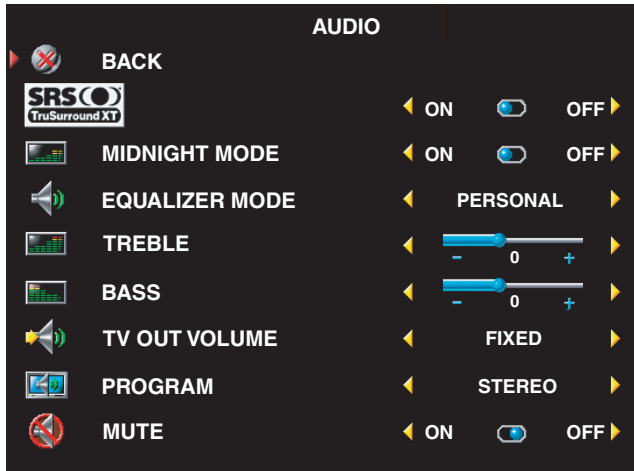 AUDIO
BACK
SRS
TruSurround XT
ON OFF
MIDNIGHT MODE ON OFF
EQUALIZER MODE PERSONAL
TREBLE - 0 +
BASS - 0 +
TV OUT VOLUME FIXED
PROGRAM STEREO
MUTE ON OFF